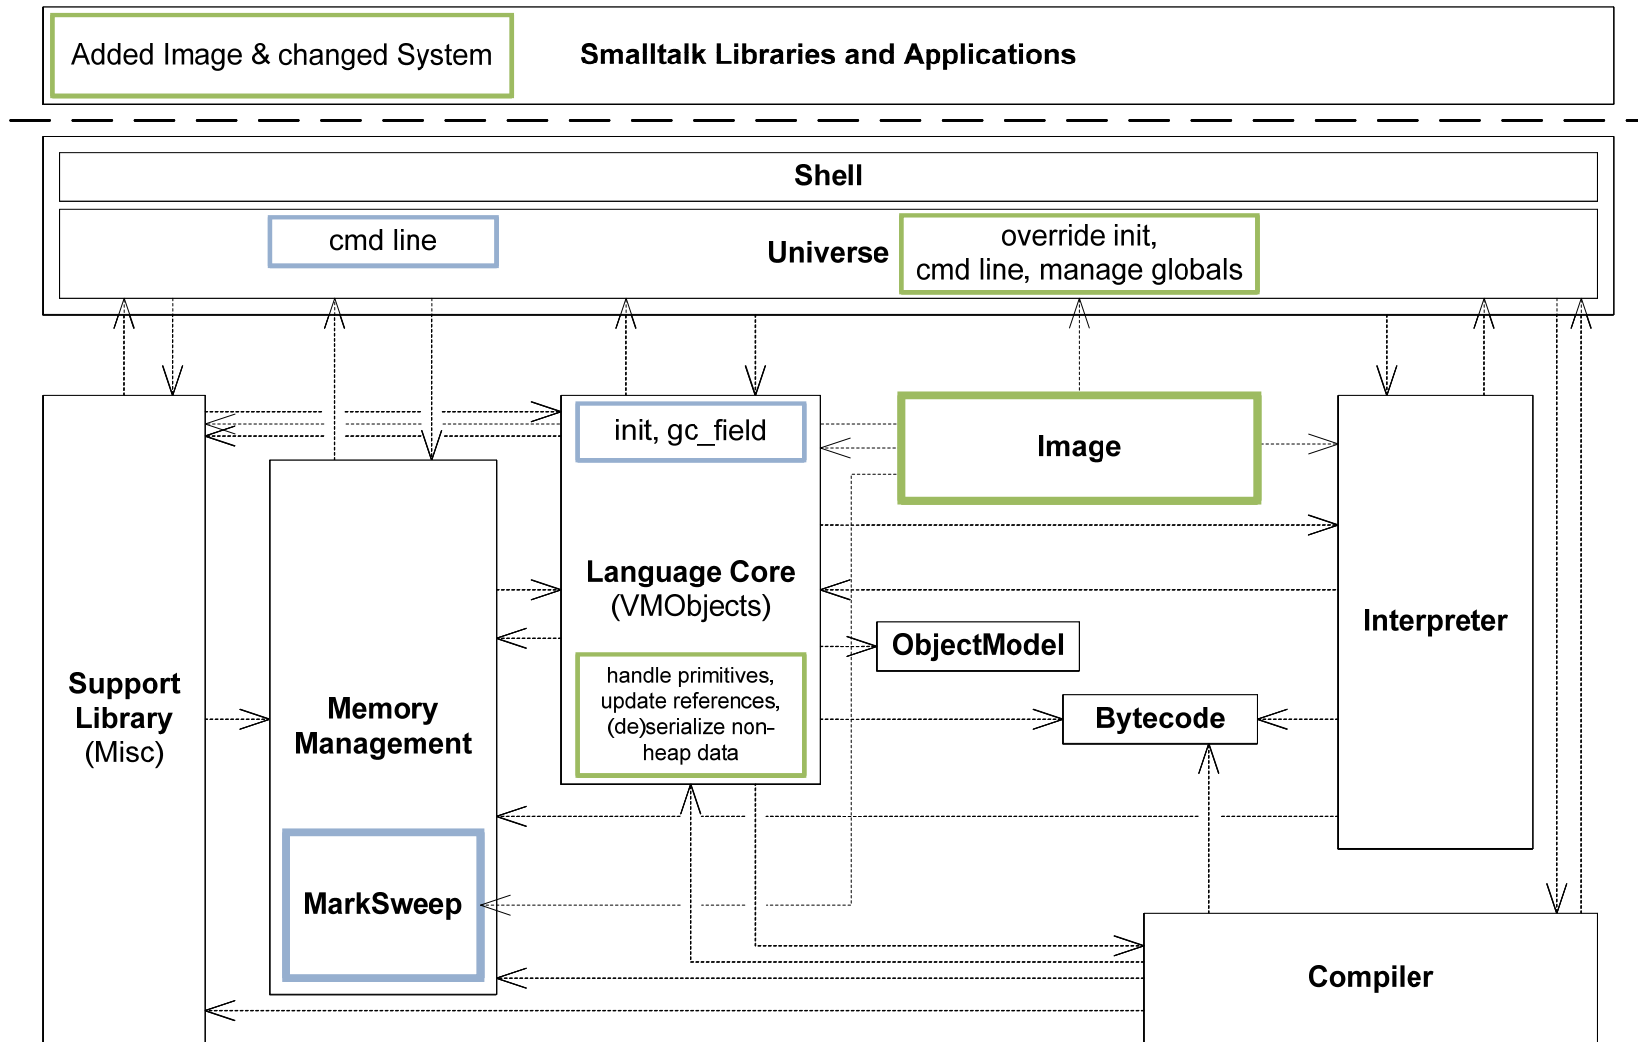 Added Image & changed System
Smalltalk Libraries and Applications
Shell
cmd line
Universe
override init,
cmd line, manage globals
init, gc_field
Image
Language Core
(VMObjects)
Interpreter
ObjectModel
handle primitives,
update references,
(de)serialize non-
heap data
Support
Library
(Misc)
Memory
Management
Bytecode
MarkSweep
Compiler